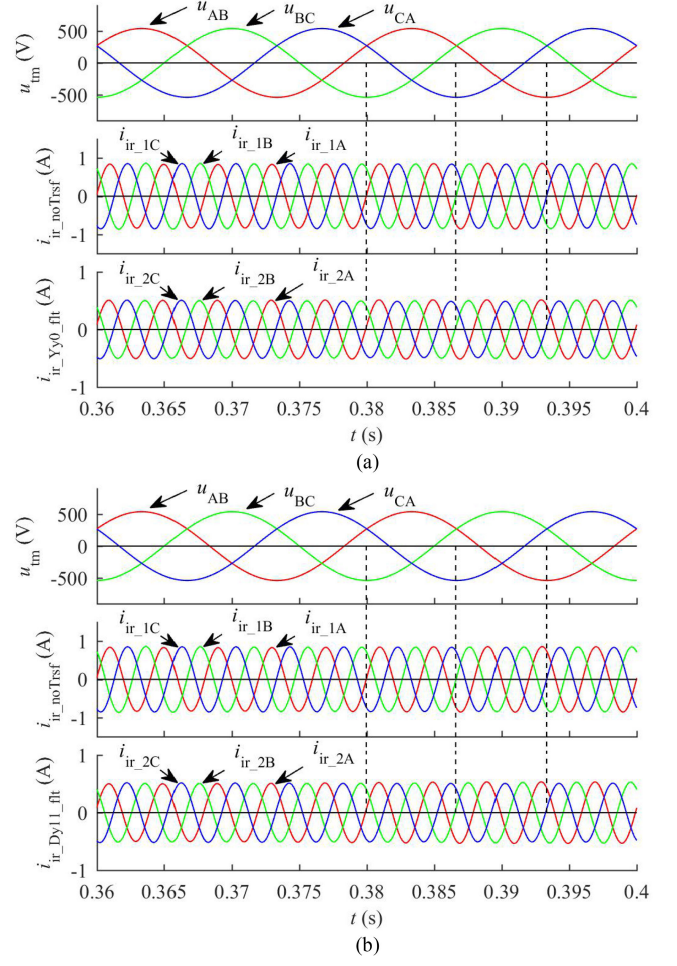 u_AB u_BC u_CA
u_tm (V)
500
0
-500
i_ir_1C i_ir_1B i_ir_1A
i_ir_noTrsf (A)
1
0
-1
i_ir_2C i_ir_2B i_ir_2A
i_ir_Yy0_flt (A)
1
0
-1
0.36 0.365 0.37 0.375 0.38 0.385 0.39 0.395 0.4
t (s)
(a)
u_AB u_BC u_CA
u_tm (V)
500
0
-500
i_ir_1C i_ir_1B i_ir_1A
i_ir_noTrsf (A)
1
0
-1
i_ir_2C i_ir_2B i_ir_2A
i_ir_Dy11_flt (A)
1
0
-1
0.36 0.365 0.37 0.375 0.38 0.385 0.39 0.395 0.4
t (s)
(b)